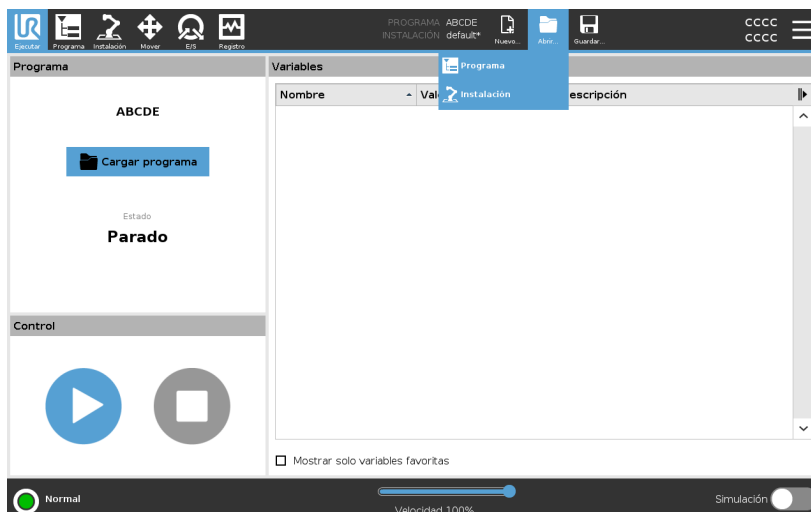 UR
PROGRAMA ABCDE
INSTALACIÓN default*
CCCC
CCCC
Ejecutar Programa Instalación Mover E/S Registro Nuevo... Abrir... Guardar...
Programa
Variables
Programa
Instalación
Nombre Val escripción
ABCDE
Cargar programa
Estado
Parado
Control
Mostrar solo variables favoritas
Normal
Velocidad 100%
Simulación